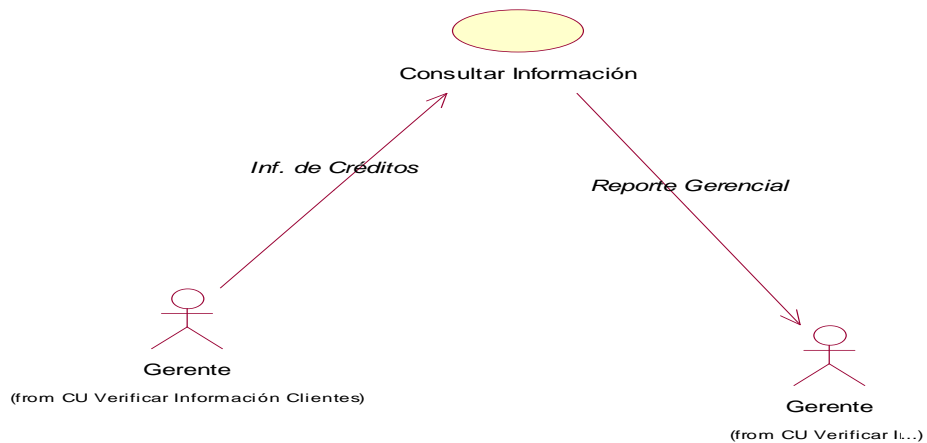 Consultar Información
Inf. de Créditos
Reporte Gerencial
Gerente
(from CU Verificar Información Clientes)
Gerente
(from CU Verificar I...)